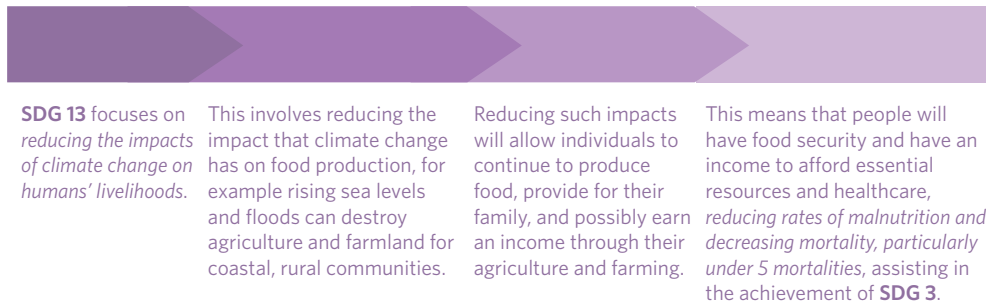 SDG 13 focuses on
reducing the impacts
of climate change on
humans' livelihoods.
This involves reducing the
impact that climate change
has on food production, for
example rising sea levels
and floods can destroy
agriculture and farmland for
coastal, rural communities.
Reducing such impacts
will allow individuals to
continue to produce
food, provide for their
family, and possibly earn
an income through their
agriculture and farming.
This means that people will
have food security and have an
income to afford essential
resources and healthcare,
reducing rates of malnutrition and
decreasing mortality, particularly
under 5 mortalities, assisting in
the achievement of SDG 3.